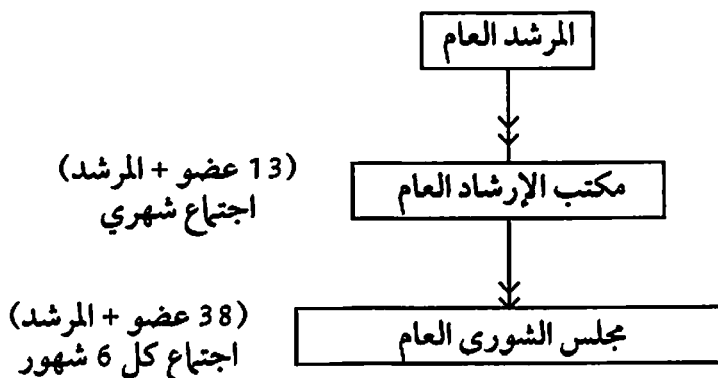 المرشد العام
مكتب الإرشاد العام
(13 عضو + المرشد)
اجتماع شهري
مجلس الشورى العام
(38 عضو + المرشد)
اجتماع كل 6 شهور